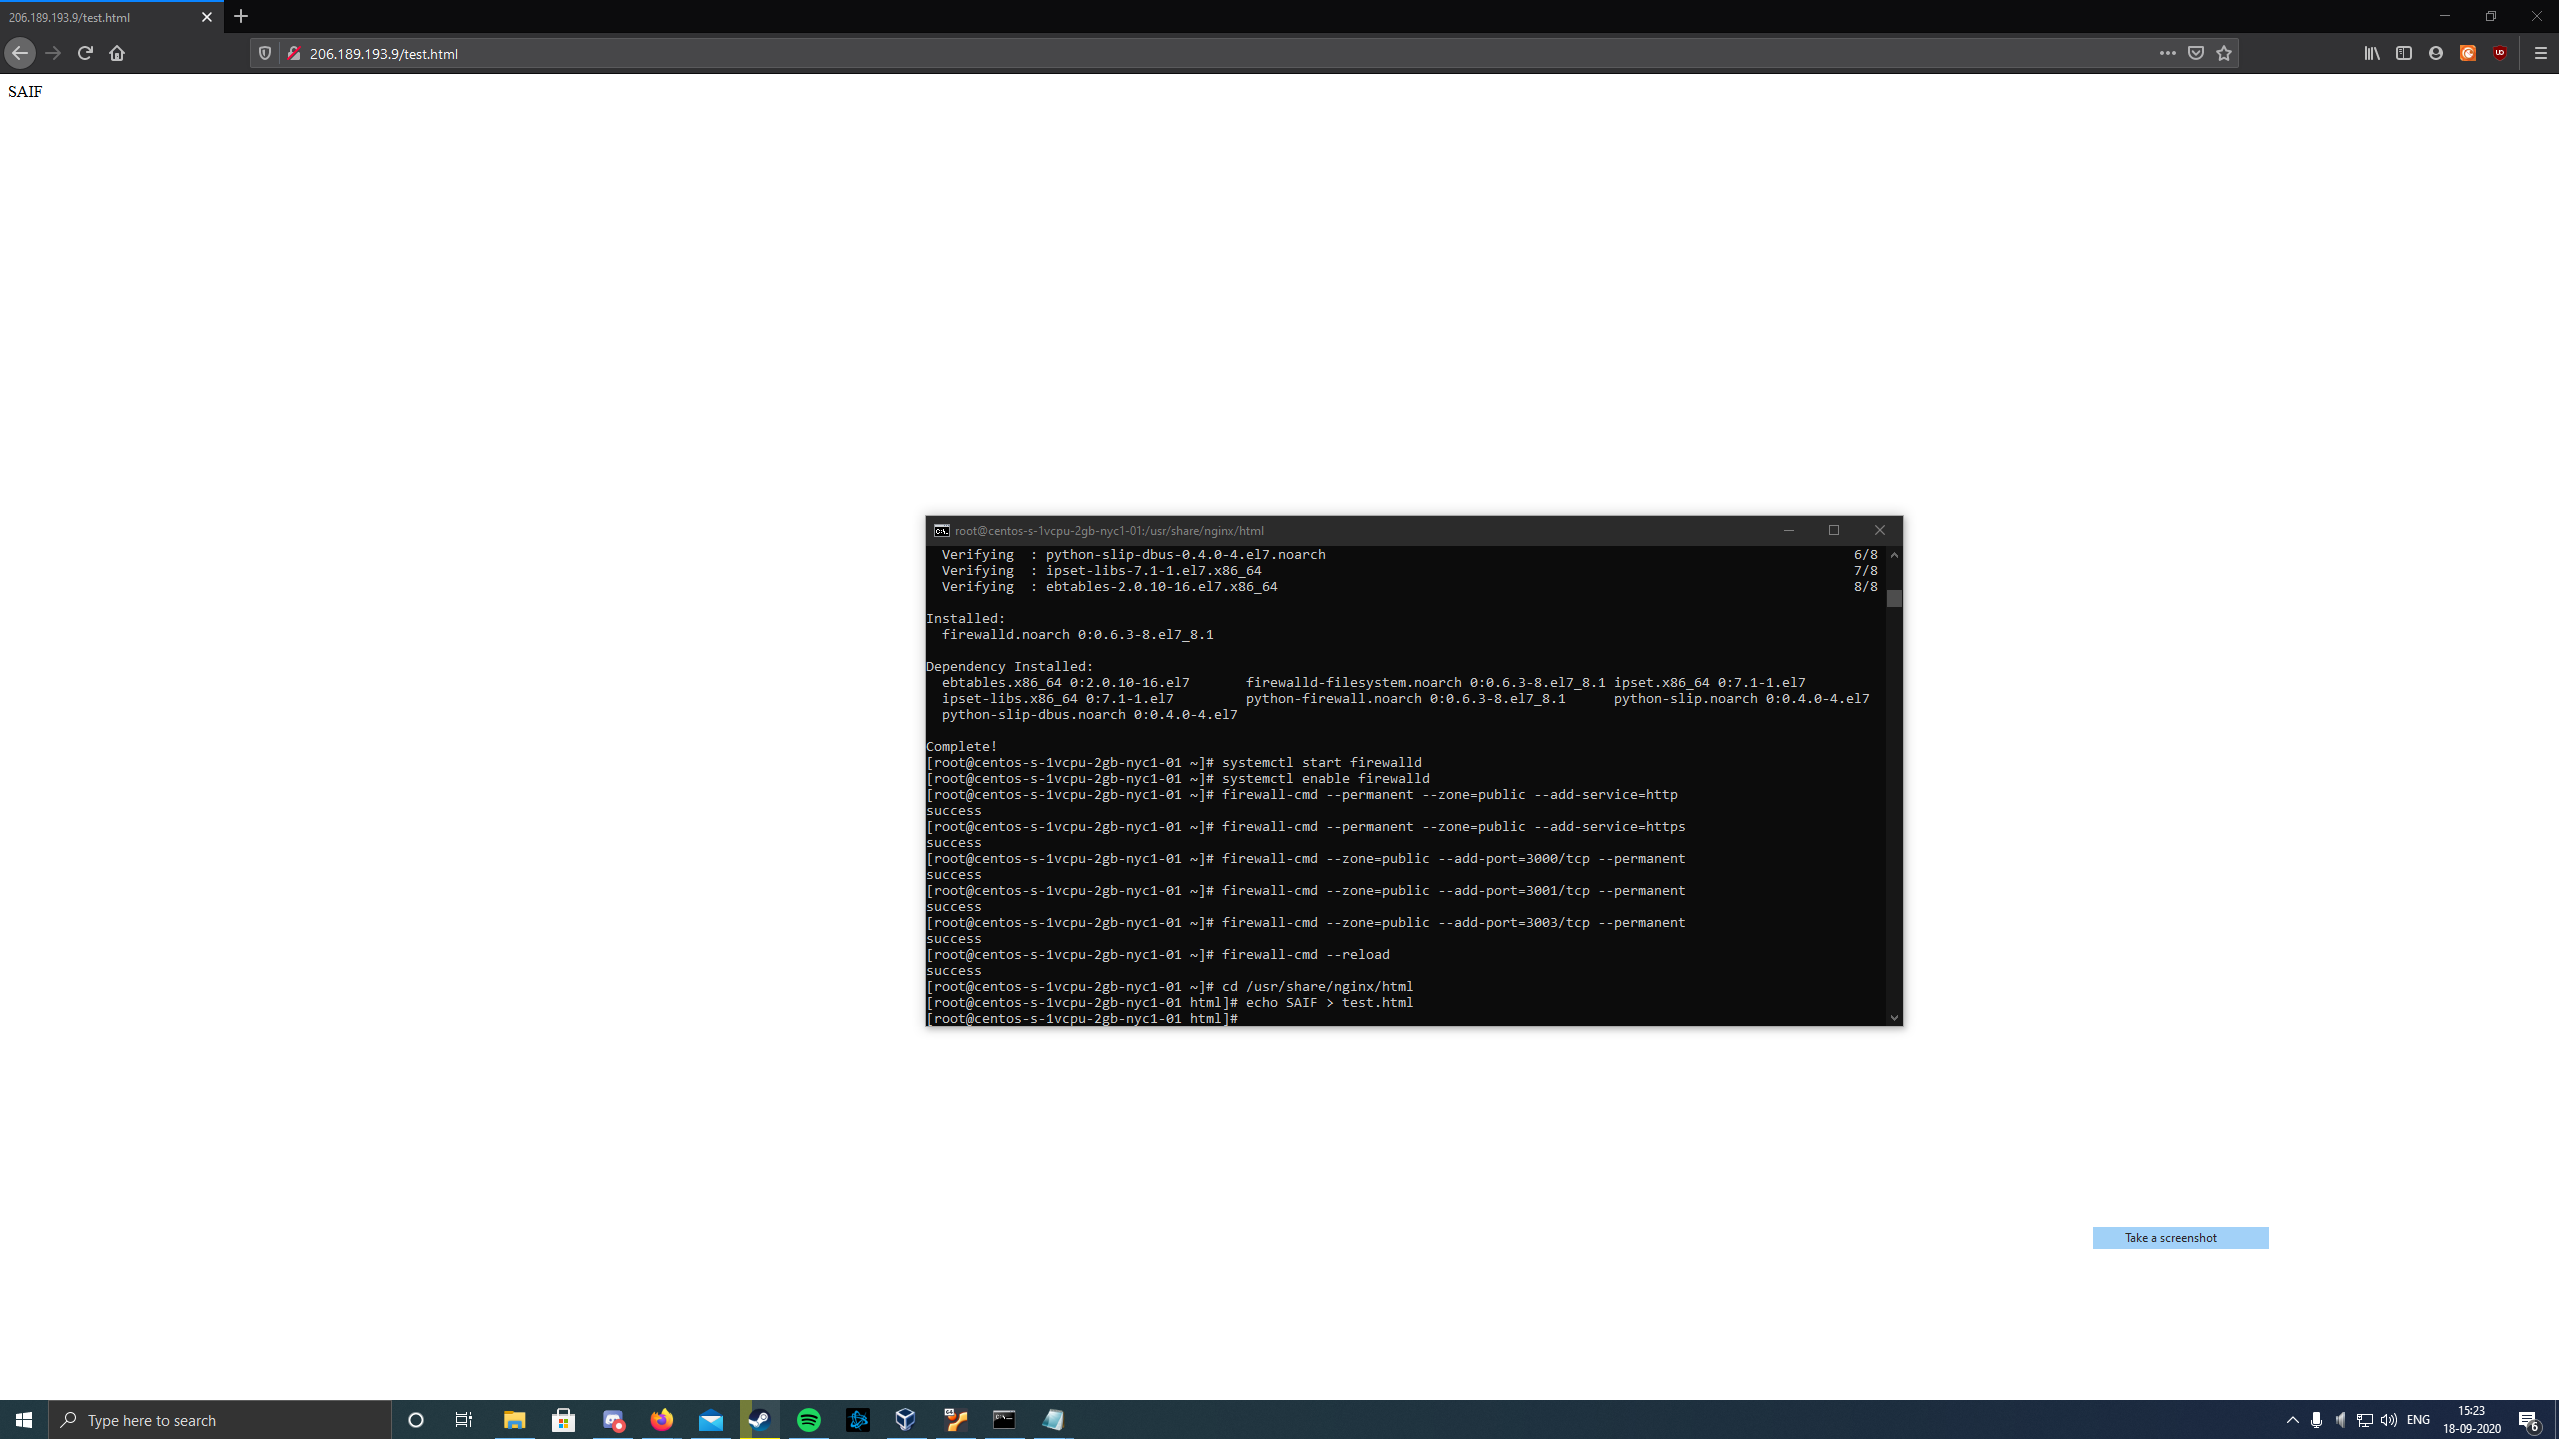 206.189.193.9/test.html
206.189.193.9/test.html
SAIF
root@centos-s-1vcpu-2gb-nyc1-01:/usr/share/nginx/html
Verifying  : python-slip-dbus-0.4.0-4.el7.noarch 6/8
Verifying  : ipset-libs-7.1-1.el7.x86_64 7/8
Verifying  : ebtables-2.0.10-16.el7.x86_64 8/8
Installed:
firewalld.noarch 0:0.6.3-8.el7_8.1
Dependency Installed:
ebtables.x86_64 0:2.0.10-16.el7 firewalld-filesystem.noarch 0:0.6.3-8.el7_8.1 ipset.x86_64 0:7.1-1.el7
ipset-libs.x86_64 0:7.1-1.el7 python-firewall.noarch 0:0.6.3-8.el7_8.1 python-slip.noarch 0:0.4.0-4.el7
python-slip-dbus.noarch 0:0.4.0-4.el7
Complete!
[root@centos-s-1vcpu-2gb-nyc1-01 ~]# systemctl start firewalld
[root@centos-s-1vcpu-2gb-nyc1-01 ~]# systemctl enable firewalld
[root@centos-s-1vcpu-2gb-nyc1-01 ~]# firewall-cmd --permanent --zone=public --add-service=http
success
[root@centos-s-1vcpu-2gb-nyc1-01 ~]# firewall-cmd --permanent --zone=public --add-service=https
success
[root@centos-s-1vcpu-2gb-nyc1-01 ~]# firewall-cmd --zone=public --add-port=3000/tcp --permanent
success
[root@centos-s-1vcpu-2gb-nyc1-01 ~]# firewall-cmd --zone=public --add-port=3001/tcp --permanent
success
[root@centos-s-1vcpu-2gb-nyc1-01 ~]# firewall-cmd --zone=public --add-port=3003/tcp --permanent
success
[root@centos-s-1vcpu-2gb-nyc1-01 ~]# firewall-cmd --reload
success
[root@centos-s-1vcpu-2gb-nyc1-01 ~]# cd /usr/share/nginx/html
[root@centos-s-1vcpu-2gb-nyc1-01 html]# echo SAIF > test.html
[root@centos-s-1vcpu-2gb-nyc1-01 html]#
Take a screenshot
Type here to search
ENG
15:23
18-09-2020
6